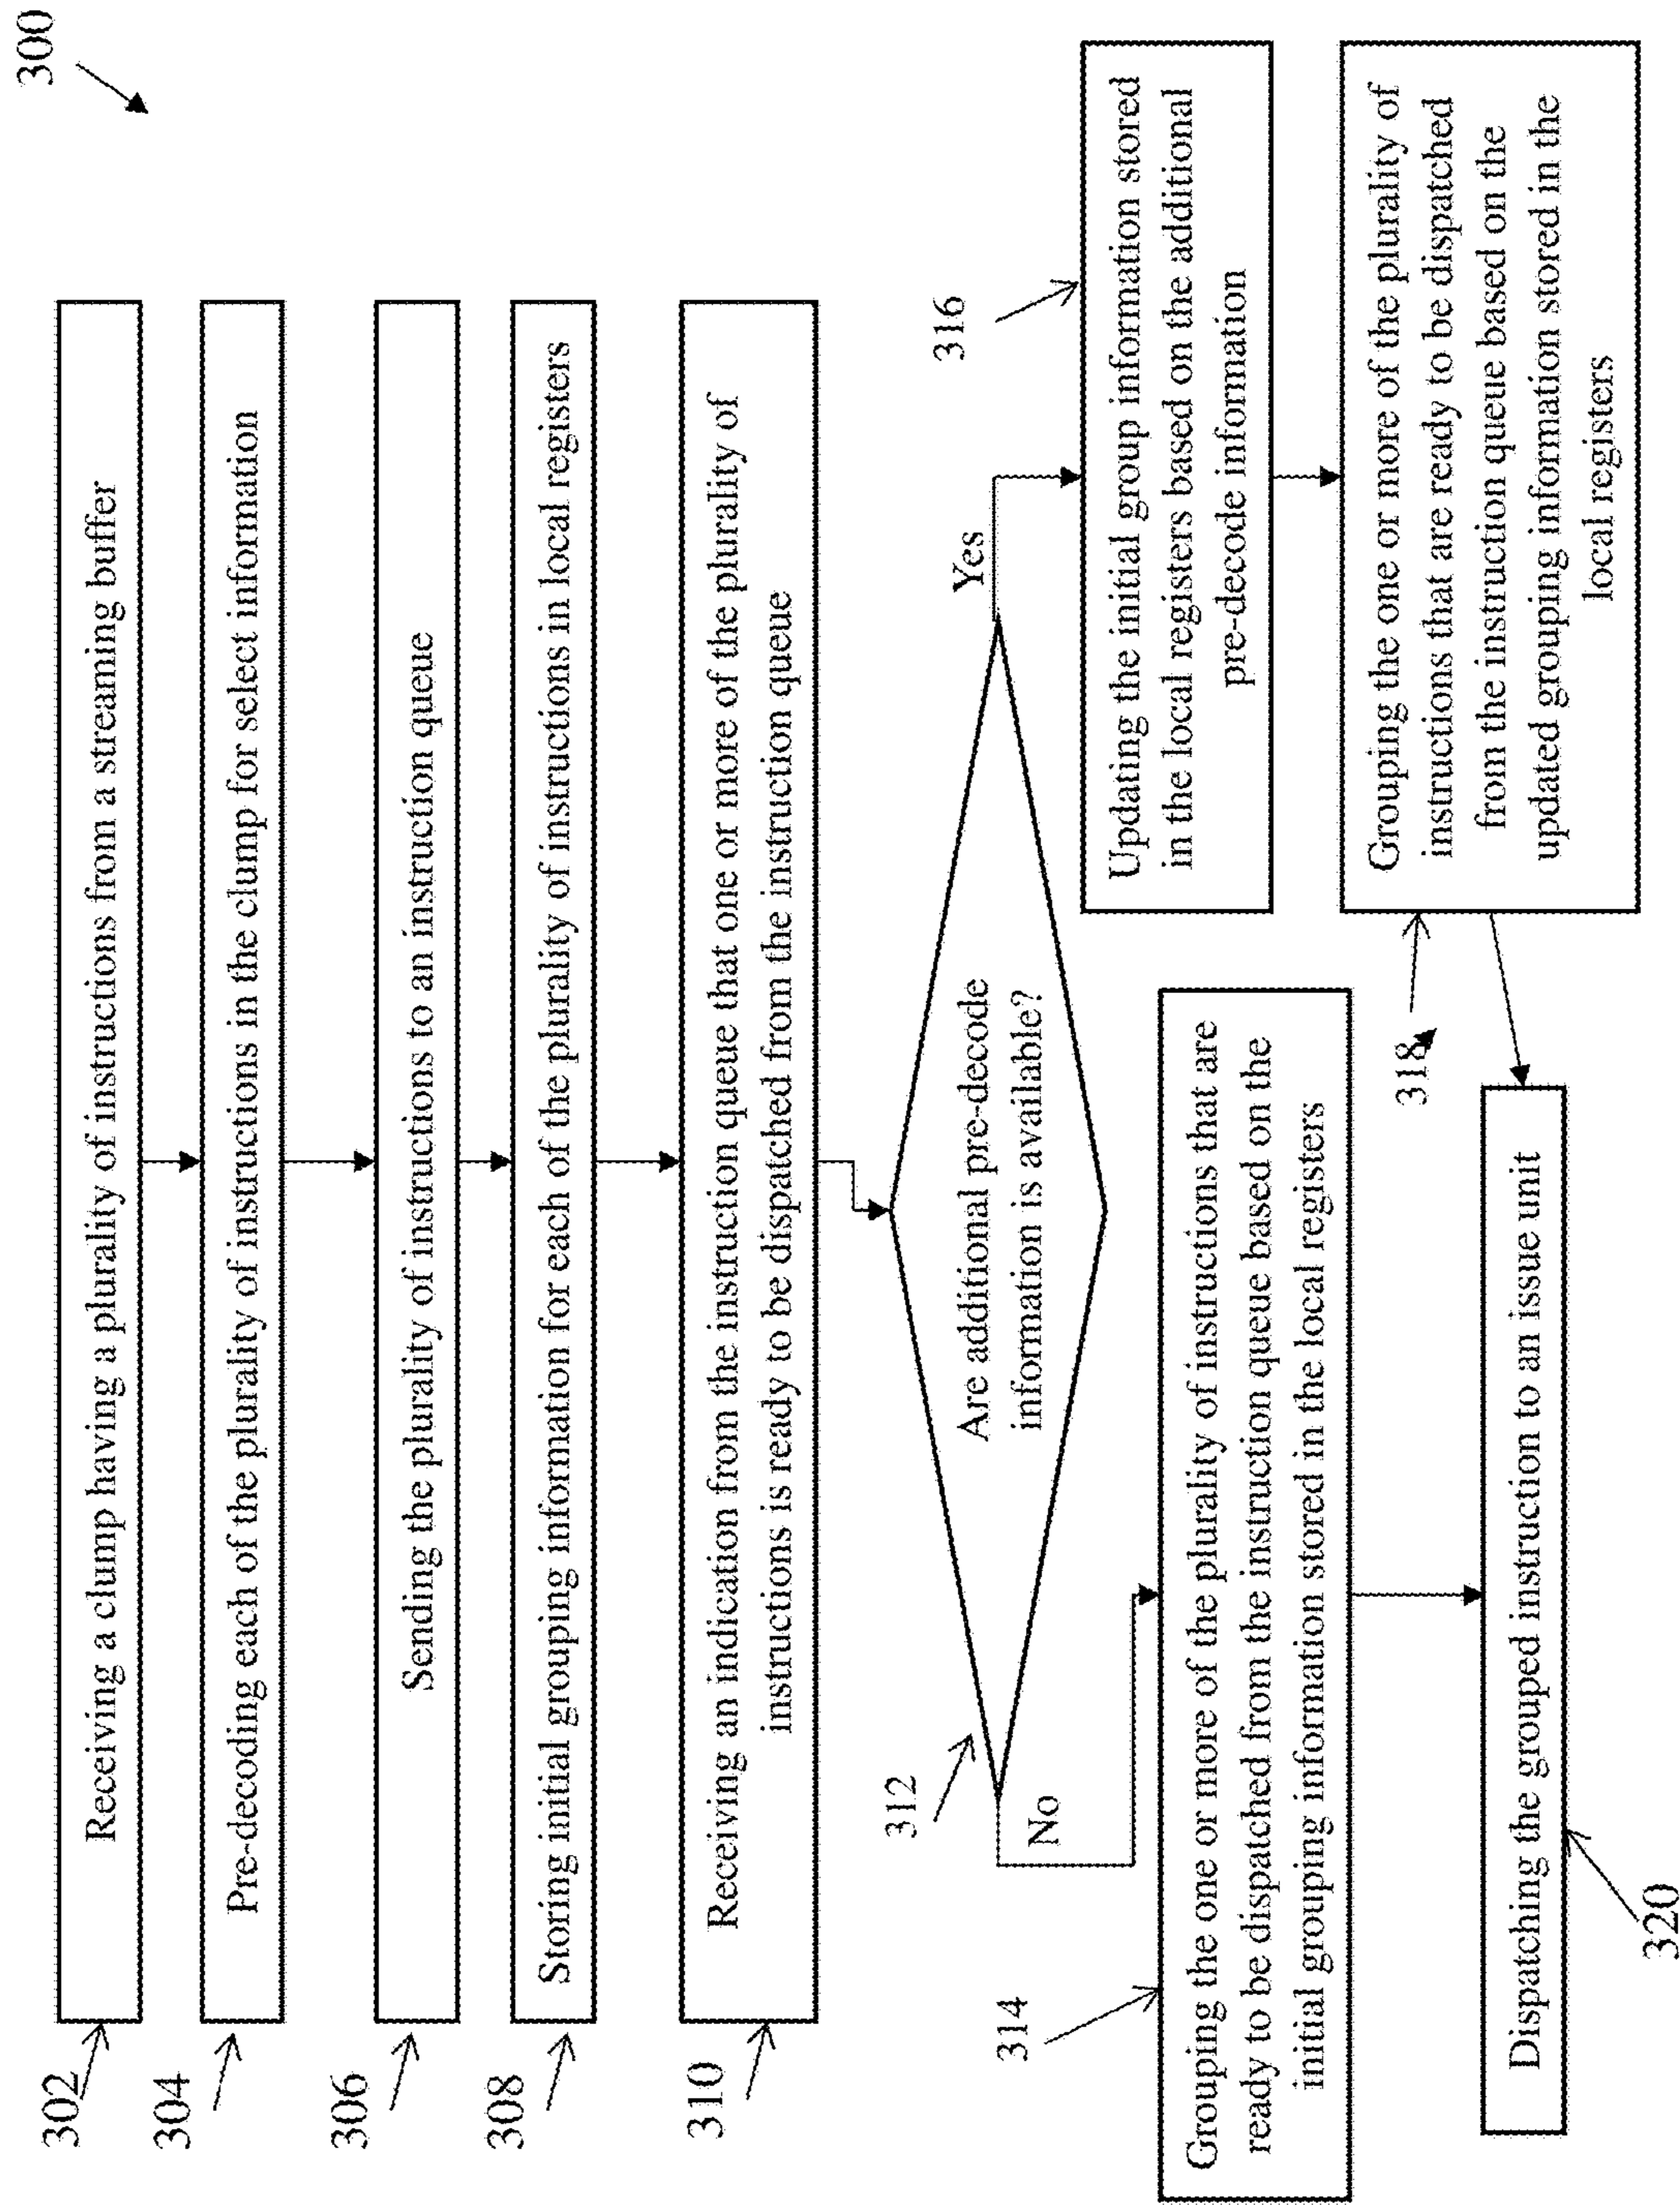 300
302
Receiving a clump having a plurality of instructions from a streaming buffer
304
Pre-decoding each of the plurality of instructions in the clump for select information
306
Sending the plurality of instructions to an instruction queue
308
Storing initial grouping information for each of the plurality of instructions in local registers
310
Receiving an indication from the instruction queue that one or more of the plurality of
instructions is ready to be dispatched from the instruction queue
312
Are additional pre-decode
information is available?
No
Yes
314
Grouping the one or more of the plurality of instructions that are
ready to be dispatched from the instruction queue based on the
initial grouping information stored in the local registers
316
Updating the initial group information stored
in the local registers based on the additional
pre-decode information
318
Grouping the one or more of the plurality of
instructions that are ready to be dispatched
from the instruction queue based on the
updated grouping information stored in the
local registers
320
Dispatching the grouped instruction to an issue unit